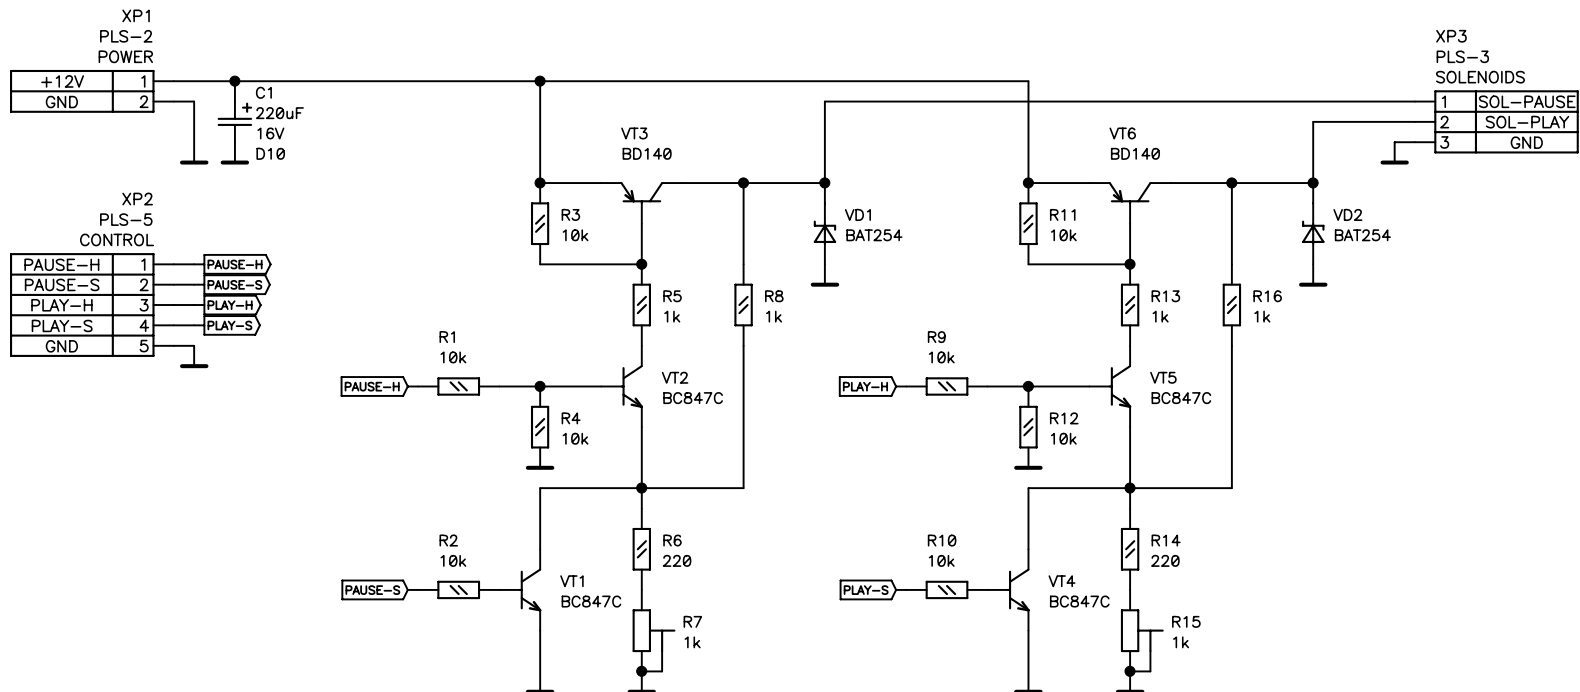 XP1
PLS-2
POWER
+12V 1
GND 2
C1
+
220uF
16V
D10
XP2
PLS-5
CONTROL
PAUSE-H 1 PAUSE-H
PAUSE-S 2 PAUSE-S
PLAY-H 3 PLAY-H
PLAY-S 4 PLAY-S
GND 5
XP3
PLS-3
SOLENOIDS
1 SOL-PAUSE
2 SOL-PLAY
3 GND
VT3
BD140
R3
10k
VD1
BAT254
R5
1k
R8
1k
R1
10k
PAUSE-H
VT2
BC847C
R4
10k
R2
10k
PAUSE-S
VT1
BC847C
R6
220
R7
1k
VT6
BD140
R11
10k
VD2
BAT254
R13
1k
R16
1k
R9
10k
PLAY-H
VT5
BC847C
R12
10k
R10
10k
PLAY-S
VT4
BC847C
R14
220
R15
1k